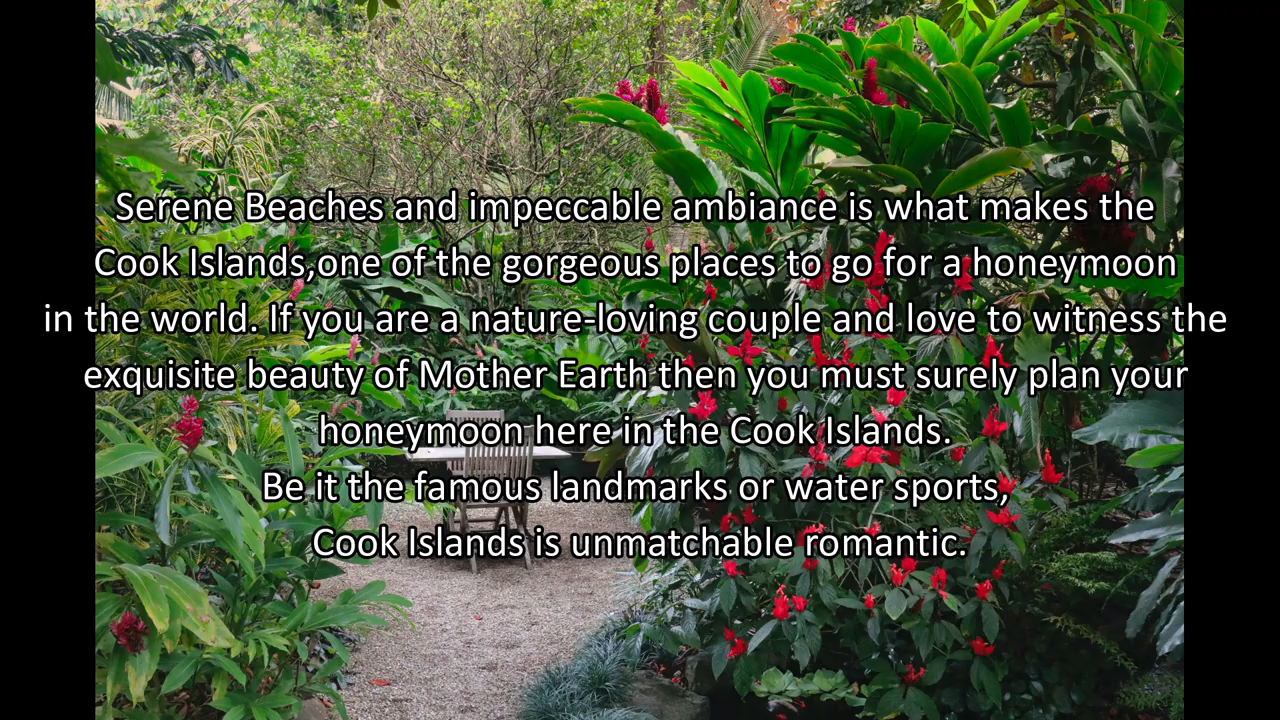 Serene Beaches and impeccable ambiance is what makes the
Cook Islands,one of the gorgeous places to go for a honeymoon
in the world. If you are a nature-loving couple and love to witness the
exquisite beauty of Mother Earth then you must surely plan your
honeymoon here in the Cook Islands.
Be it the famous landmarks or water sports,
Cook Islands is unmatchable romantic.